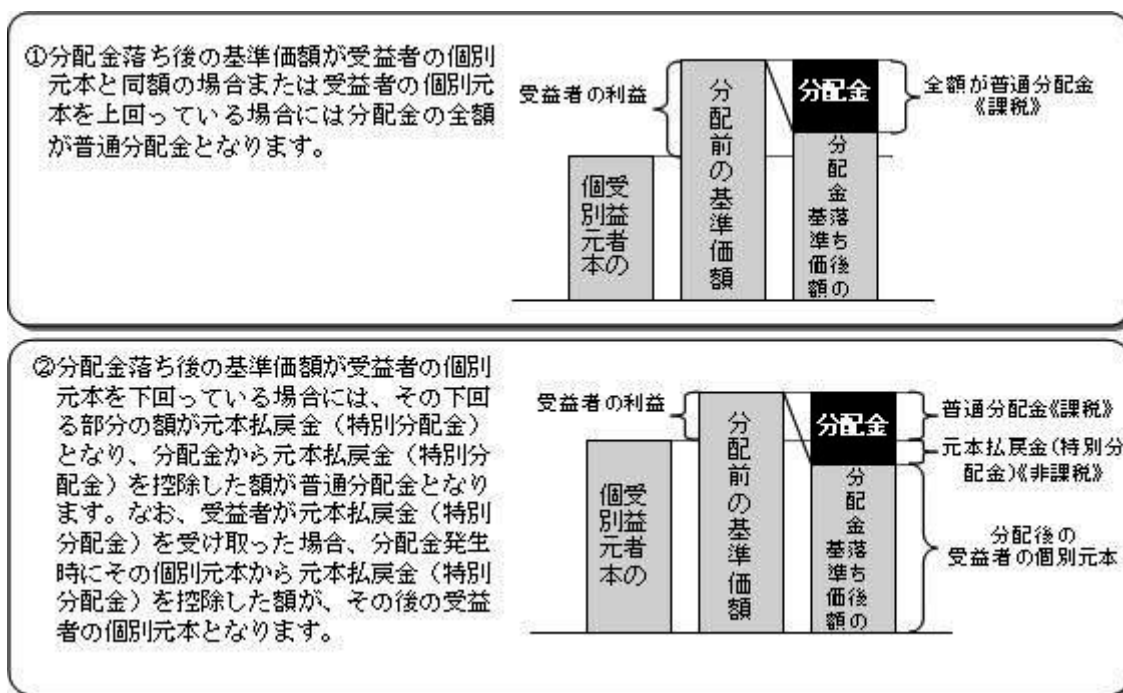 ①分配金落ち後の基準価額が受益者の個別
元本と同額の場合または受益者の個別元
本を上回っている場合には分配金の全額
が普通分配金となります。
受益者の利益
受益者の
個別元本
分配前の基準価額
分配金
分配金落ち後の
基準価額
全額が普通分配金
《課税》
②分配金落ち後の基準価額が受益者の個別
元本を下回っている場合には、その下回
る部分の額が元本払戻金（特別分配金）
となり、分配金から元本払戻金（特別分
配金）を控除した額が普通分配金となり
ます。なお、受益者が元本払戻金（特別
分配金）を受け取った場合、分配金発生
時にその個別元本から元本払戻金（特別
分配金）を控除した額が、その後の受益
者の個別元本となります。
受益者の利益
受益者の
個別元本
分配前の基準価額
分配金
分配金落ち後の
基準価額
普通分配金《課税》
元本払戻金(特別分
配金)《非課税》
分配後の
受益者の個別元本